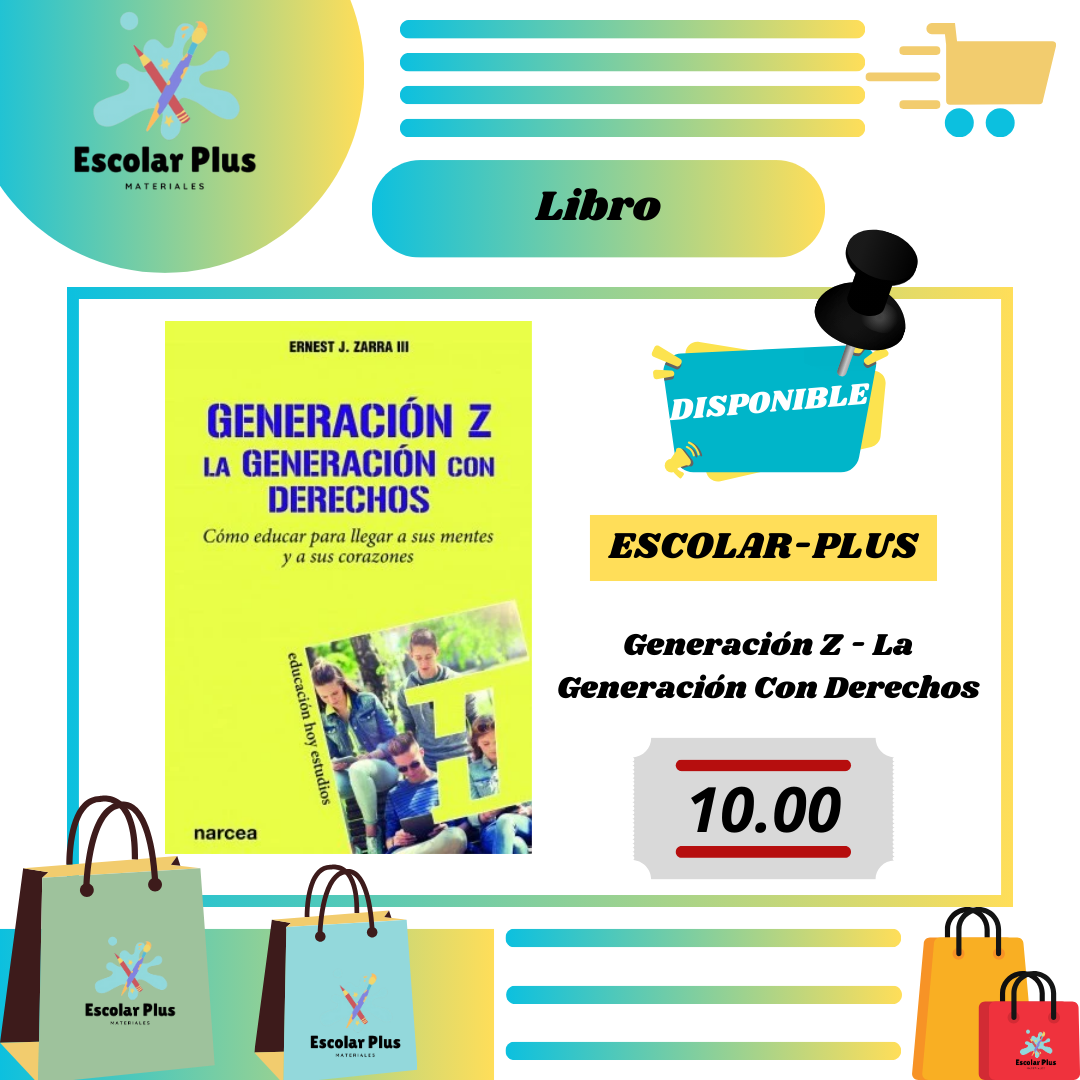 Escolar Plus
MATERIALES
Libro
ERNEST J. ZARRA III
GENERACIÓN Z
LA GENERACIÓN CON
DERECHOS
Cómo educar para llegar a sus mentes
y a sus corazones
educación hoy estudios
narcea
DISPONIBLE
ESCOLAR-PLUS
Generación Z - La
Generación Con Derechos
10.00
Escolar Plus
MATERIALES
Escolar Plus
MATERIALES
Escolar Plus